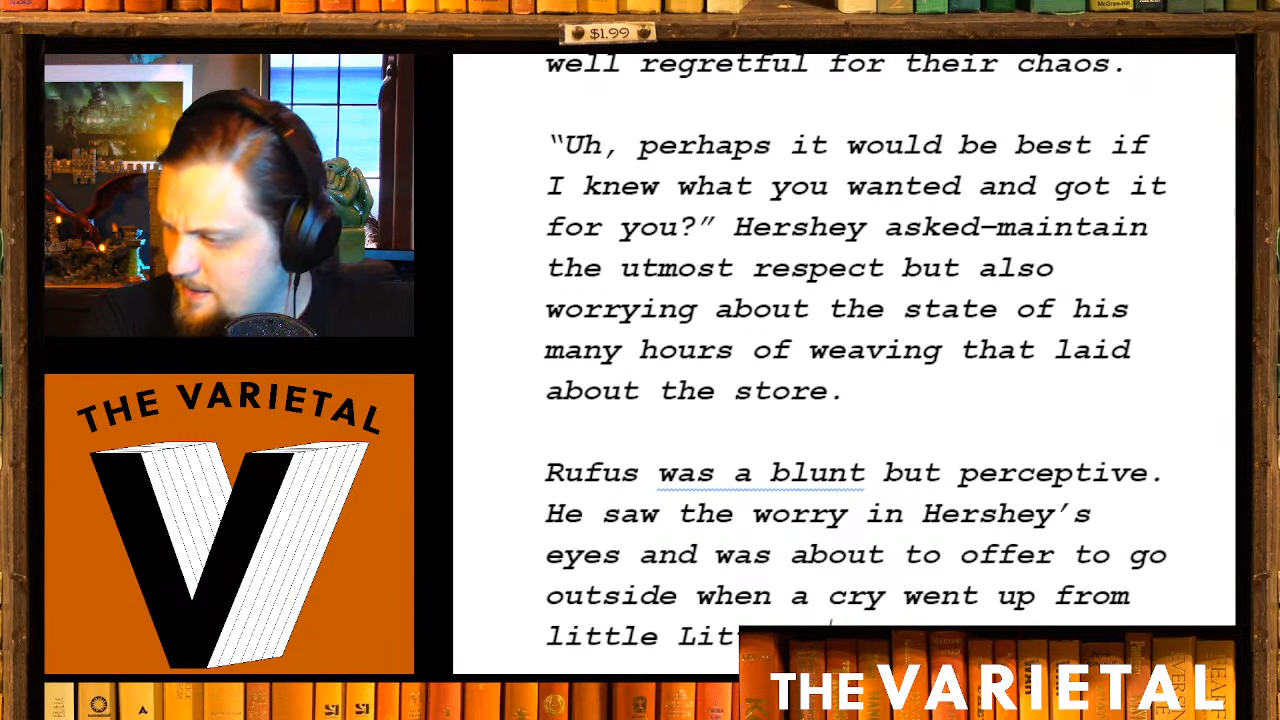 $1.99
well regretful for their chaos.
“Uh, perhaps it would be best if
I knew what you wanted and got it
for you?” Hershey asked—maintain
the utmost respect but also
worrying about the state of his
many hours of weaving that laid
about the store.
Rufus was a blunt but perceptive.
He saw the worry in Hershey’s
eyes and was about to offer to go
outside when a cry went up from
little
THE VARIETAL
V
THE VARIETAL